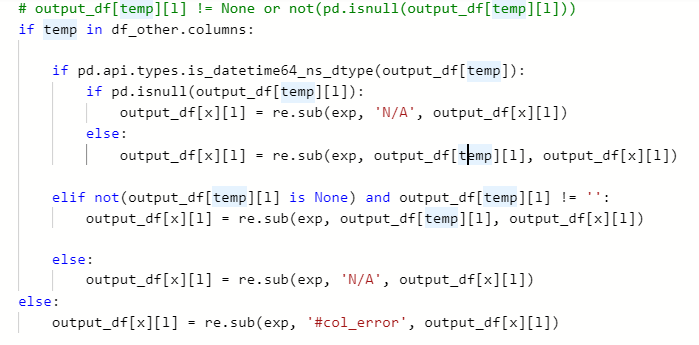 # output_df[temp][l] != None or not(pd.isnull(output_df[temp][l]))
if temp in df_other.columns:
if pd.api.types.is_datetime64_ns_dtype(output_df[temp]):
if pd.isnull(output_df[temp][l]):
output_df[x][l] = re.sub(exp, 'N/A', output_df[x][l])
else:
output_df[x][l] = re.sub(exp, output_df[temp][l], output_df[x][l])
elif not(output_df[temp][l] is None) and output_df[temp][l] != '':
output_df[x][l] = re.sub(exp, output_df[temp][l], output_df[x][l])
else:
output_df[x][l] = re.sub(exp, 'N/A', output_df[x][l])
else:
output_df[x][l] = re.sub(exp, '#col_error', output_df[x][l])